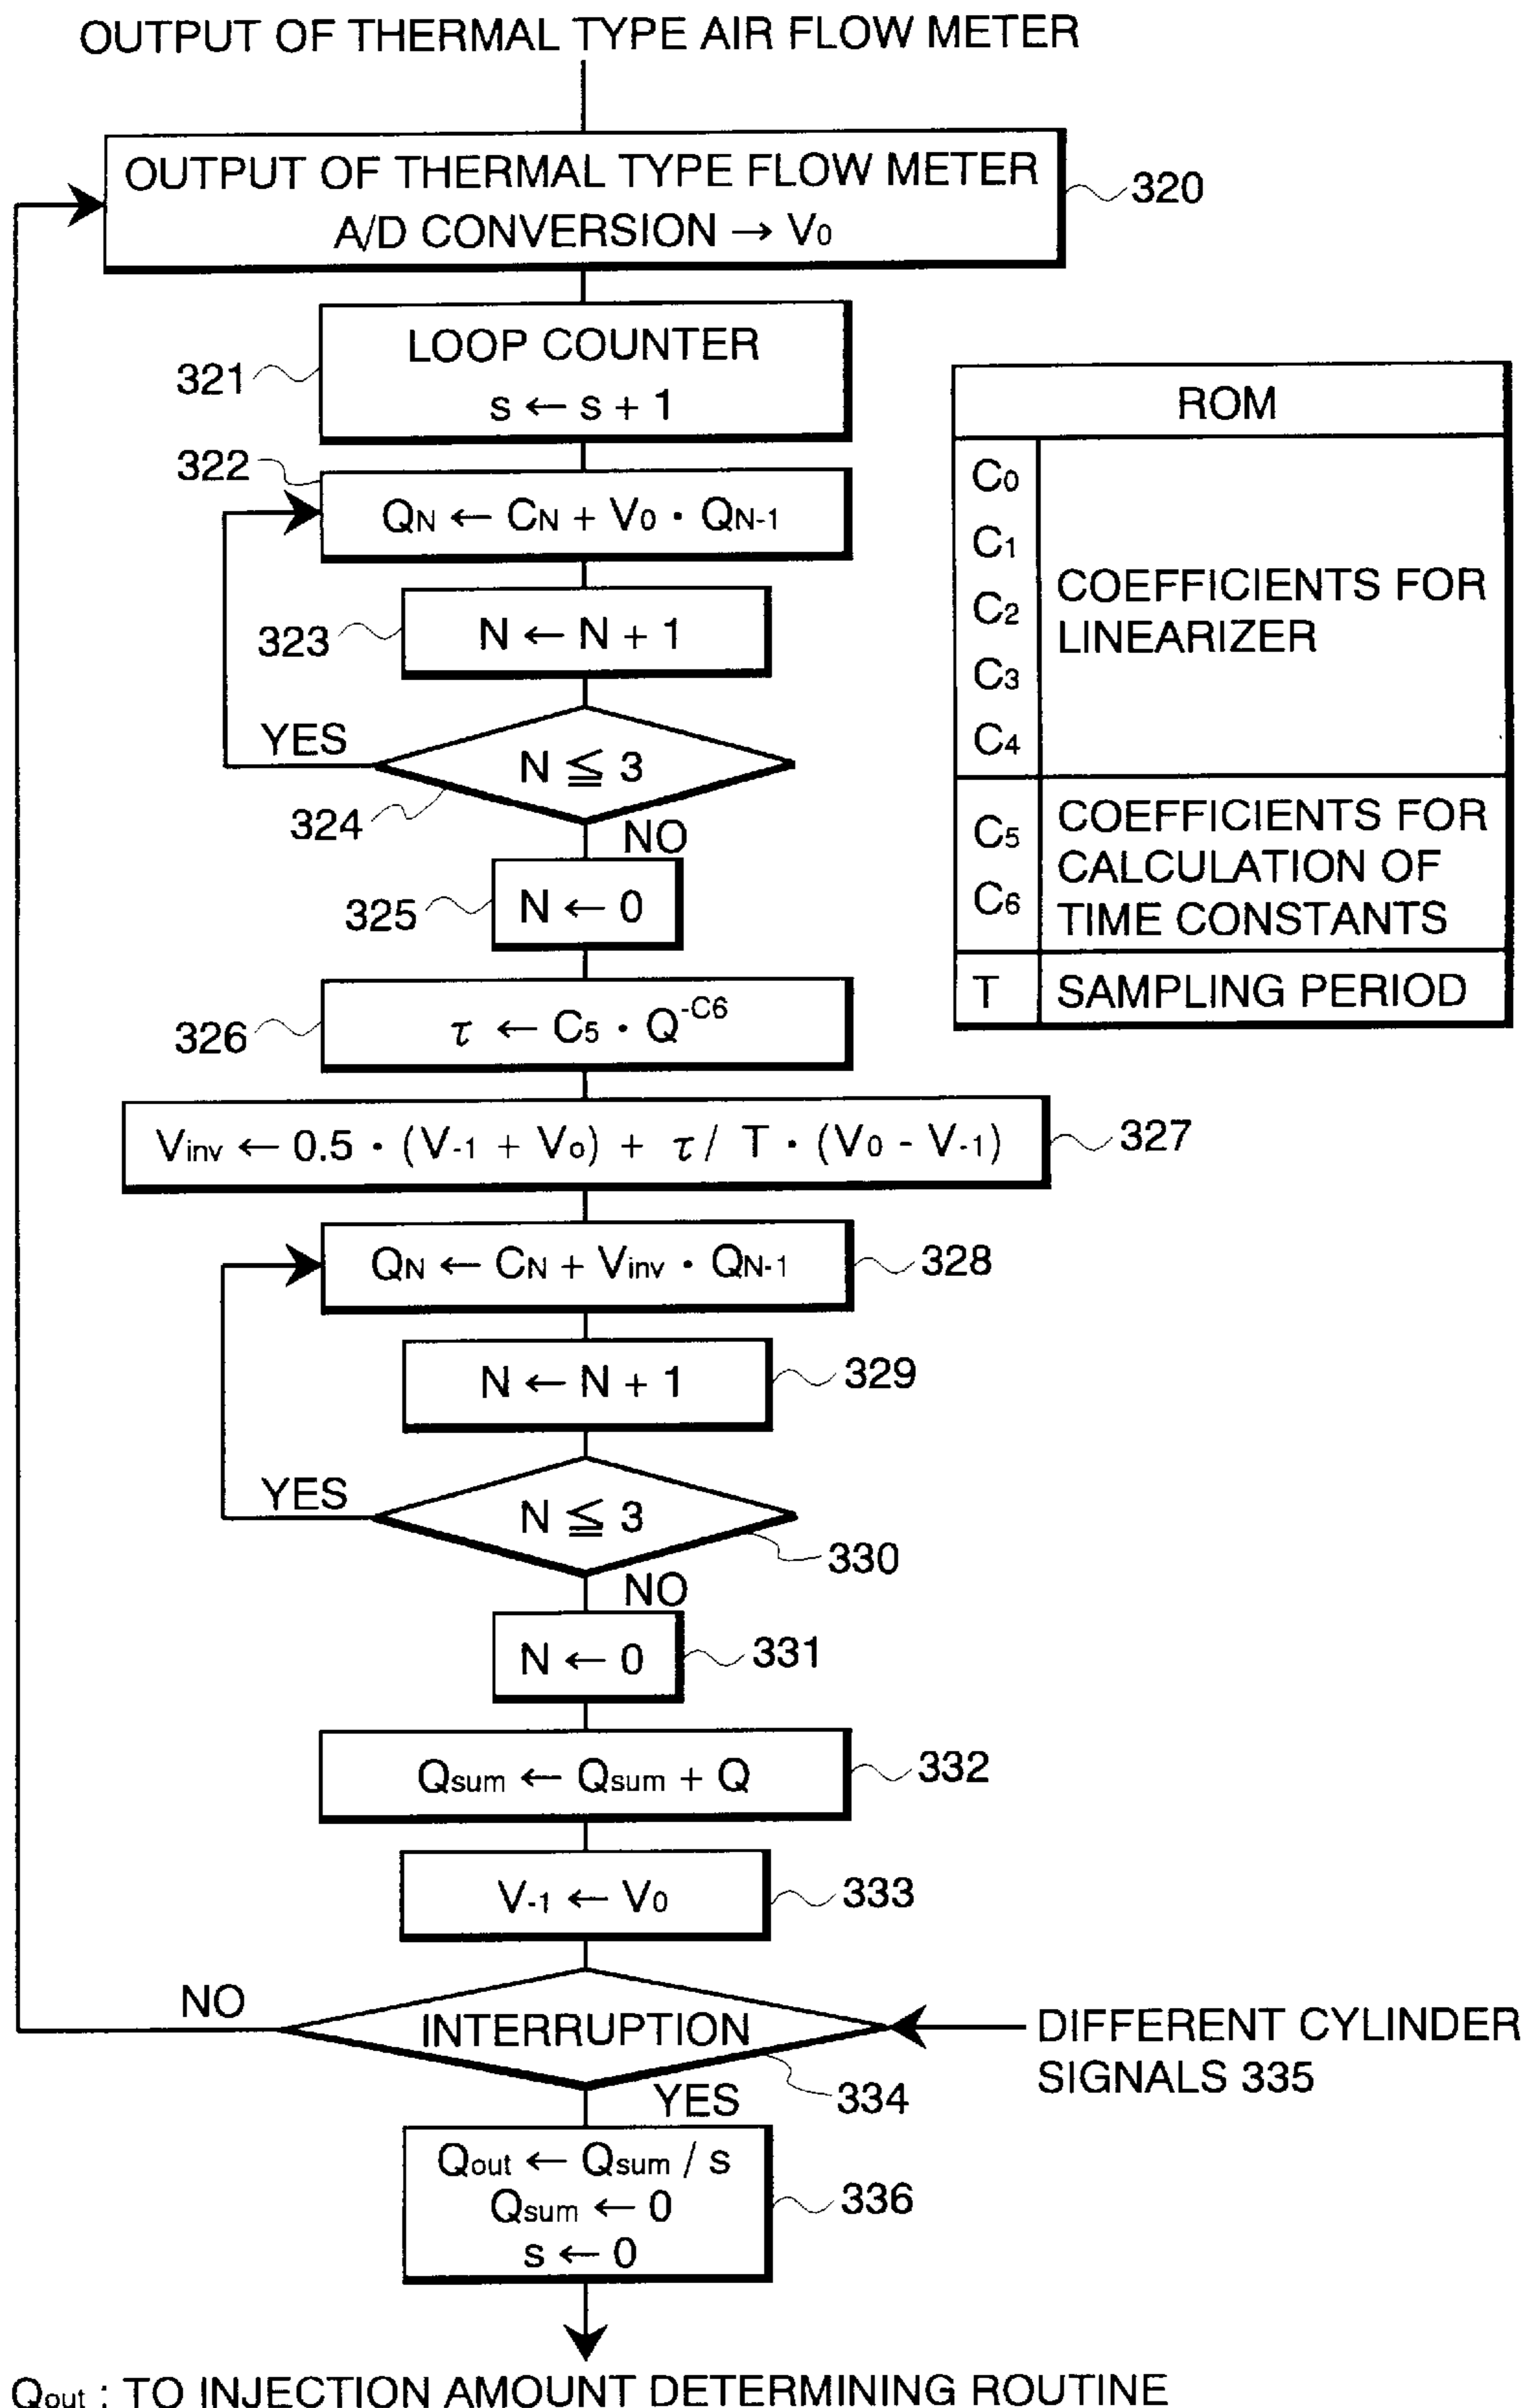 OUTPUT OF THERMAL TYPE AIR FLOW METER
OUTPUT OF THERMAL TYPE FLOW METER
A/D CONVERSION → V0
320
LOOP COUNTER
s ← s + 1
321
322
QN ← CN + V0 · QN-1
N ← N + 1
323
YES
N ≦ 3
324
NO
N ← 0
325
τ ← C5 · Q-C6
326
Vinv ← 0.5 · (V-1 + Vo) + τ / T · (V0 - V-1)
327
QN ← CN + Vinv · QN-1
328
N ← N + 1
329
YES
N ≦ 3
330
NO
N ← 0
331
Qsum ← Qsum + Q
332
V-1 ← V0
333
NO
INTERRUPTION
334
DIFFERENT CYLINDER
SIGNALS 335
YES
Qout ← Qsum / s
Qsum ← 0
s ← 0
336
Qout : TO INJECTION AMOUNT DETERMINING ROUTINE
ROM
C0
C1
C2
C3
C4
COEFFICIENTS FOR
LINEARIZER
C5
C6
COEFFICIENTS FOR
CALCULATION OF
TIME CONSTANTS
T SAMPLING PERIOD